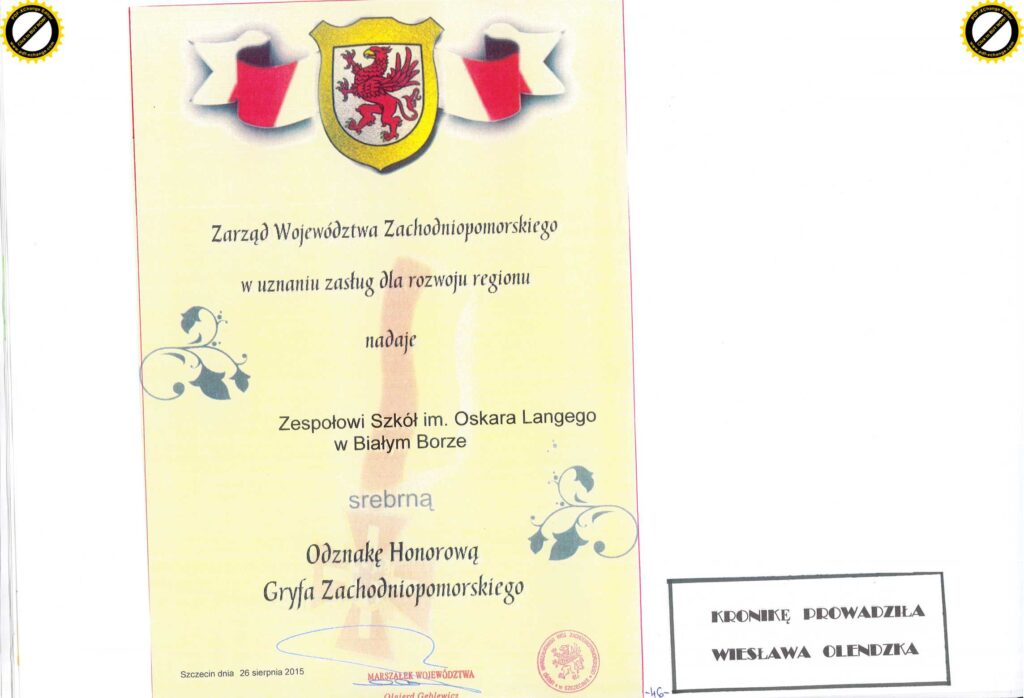 Zarząd Województwa Zachodniopomorskiego
w uznaniu zasług dla rozwoju regionu
nadaje
Zespołowi Szkół im. Oskara Langego
w Białym Borze
srebrną
Odznakę Honorową
Gryfa Zachodniopomorskiego
Szczecin dnia 26 sierpnia 2015
MARSZAŁEK WOJEWÓDZTWA
Olgierd Geblewicz
-46-
KRONIKĘ PROWADZIŁA
WIESŁAWA OLENDZKA